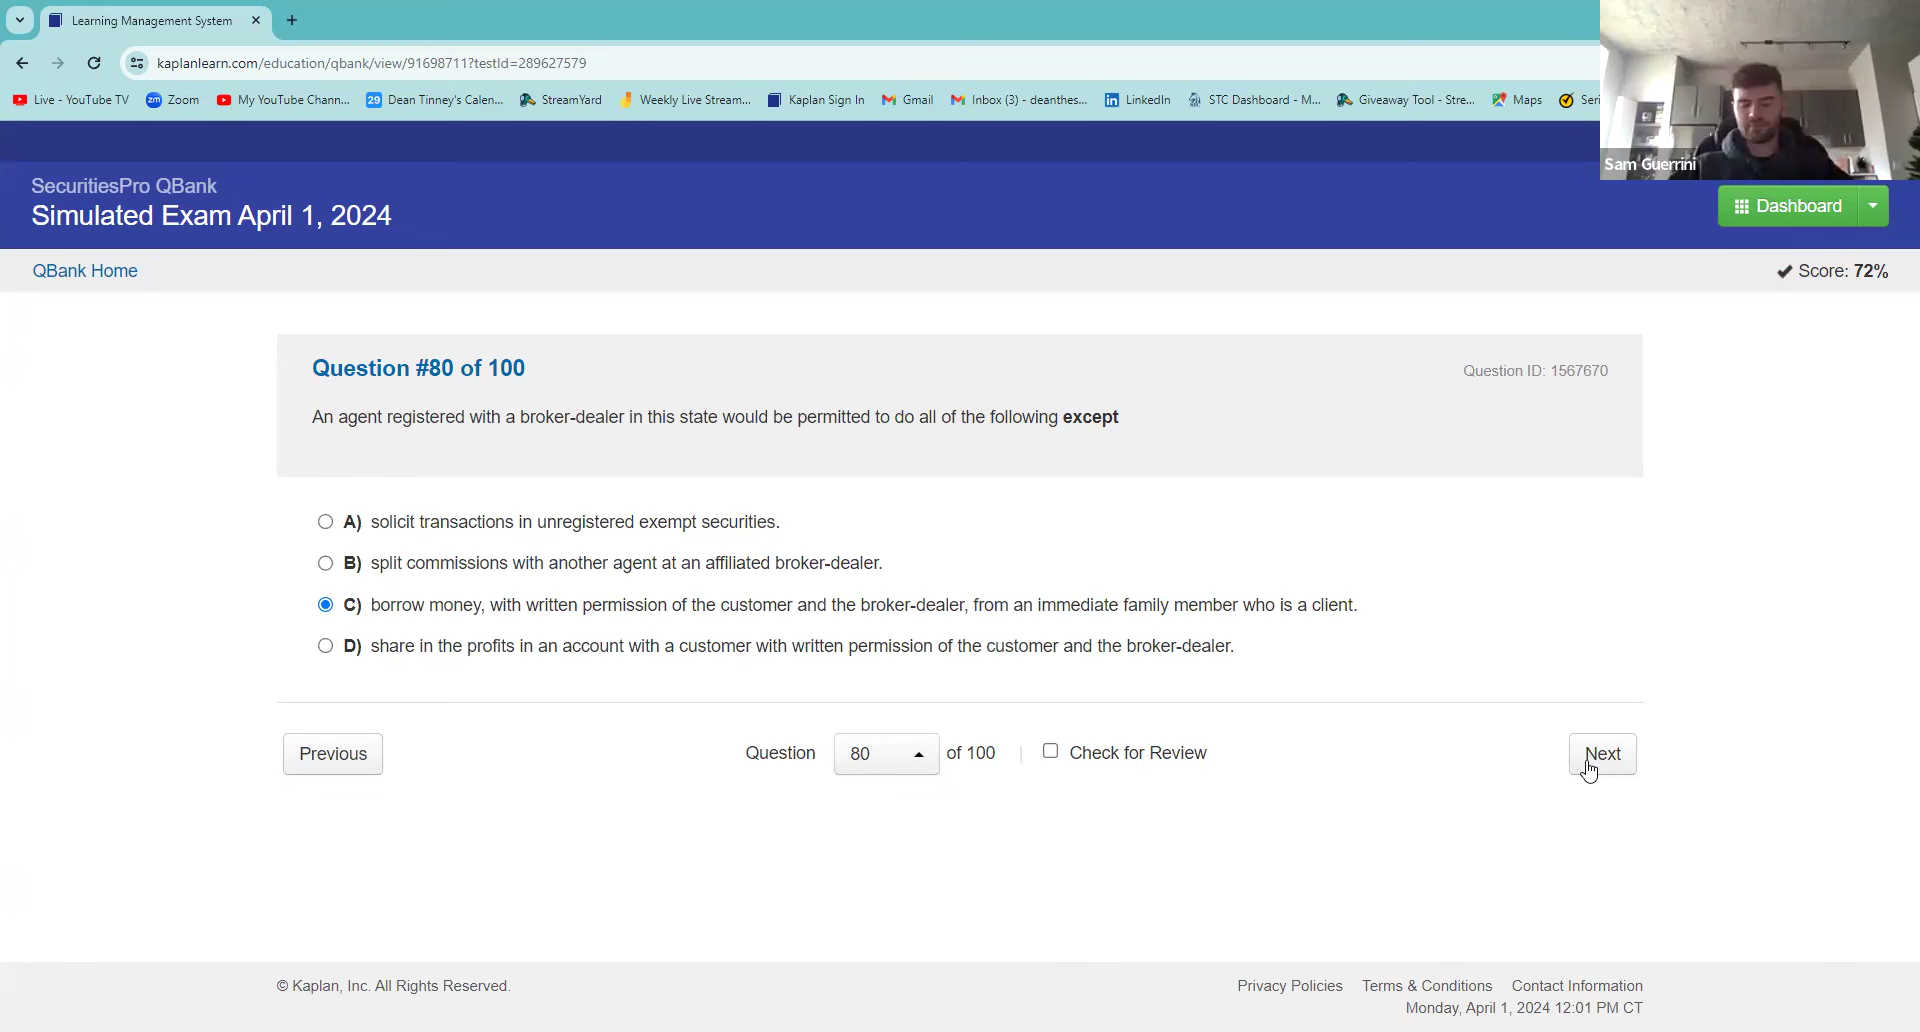 Learning Management System
kaplanlearn.com/education/qbank/view/91698711?testId=289627579
Live - YouTube TV
zm Zoom
My YouTube Chann...
29 Dean Tinney's Calen...
StreamYard
Weekly Live Stream...
Kaplan Sign In
Gmail
Inbox (3) - deanthes...
LinkedIn
STC Dashboard - M...
Giveaway Tool - Stre...
Maps
Seri
Sam Guerrini
SecuritiesPro QBank
Simulated Exam April 1, 2024
Dashboard
QBank Home
Score: 72%
Question #80 of 100
Question ID: 1567670
An agent registered with a broker-dealer in this state would be permitted to do all of the following except
A) solicit transactions in unregistered exempt securities.
B) split commissions with another agent at an affiliated broker-dealer.
C) borrow money, with written permission of the customer and the broker-dealer, from an immediate family member who is a client.
D) share in the profits in an account with a customer with written permission of the customer and the broker-dealer.
Previous
Question 80 of 100 | Check for Review
Next
© Kaplan, Inc. All Rights Reserved.
Privacy Policies Terms & Conditions Contact Information
Monday, April 1, 2024 12:01 PM CT